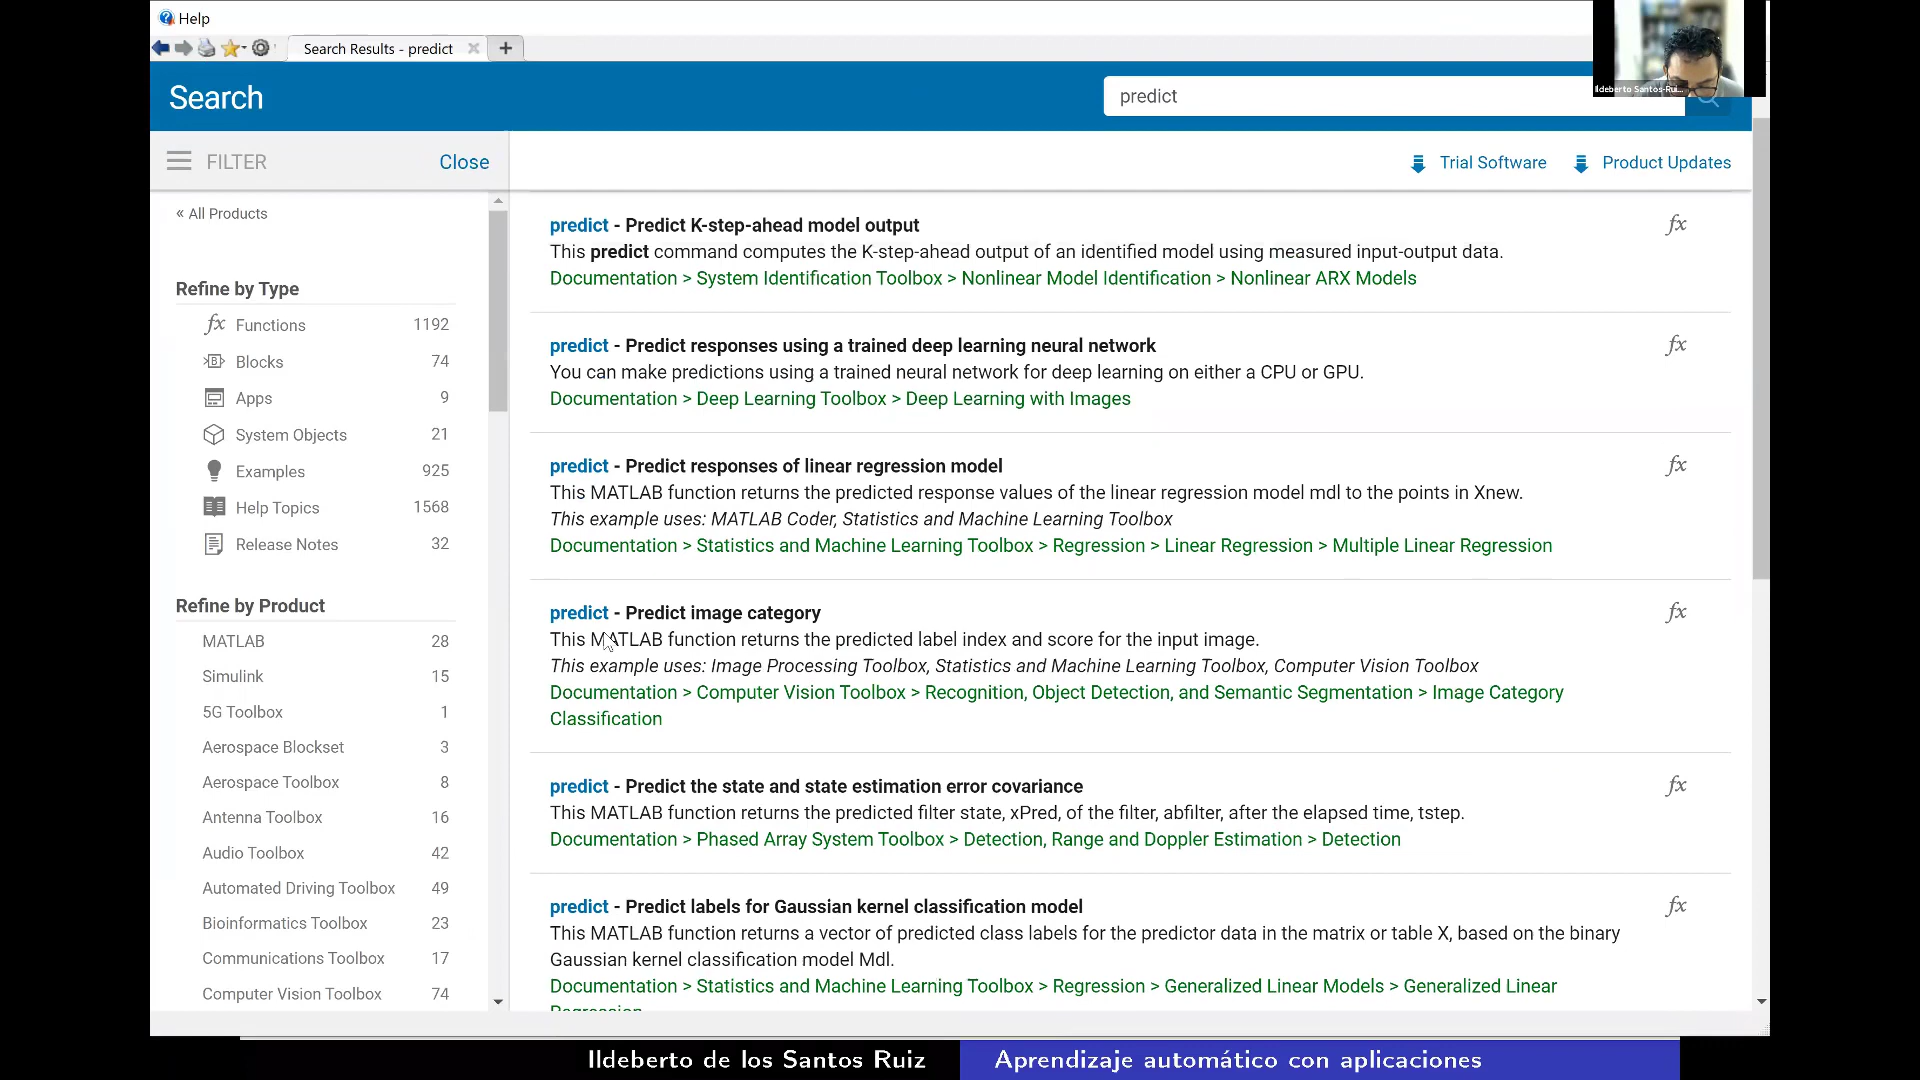 Help
Search Results - predict
Search
predict
Ildeberto Santos-Rui...
FILTER
Close
Trial Software
Product Updates
« All Products
Refine by Type
Functions 1192
Blocks 74
Apps 9
System Objects 21
Examples 925
Help Topics 1568
Release Notes 32
Refine by Product
MATLAB 28
Simulink 15
5G Toolbox 1
Aerospace Blockset 3
Aerospace Toolbox 8
Antenna Toolbox 16
Audio Toolbox 42
Automated Driving Toolbox 49
Bioinformatics Toolbox 23
Communications Toolbox 17
Computer Vision Toolbox 74
predict - Predict K-step-ahead model output fx
This predict command computes the K-step-ahead output of an identified model using measured input-output data.
Documentation > System Identification Toolbox > Nonlinear Model Identification > Nonlinear ARX Models
predict - Predict responses using a trained deep learning neural network fx
You can make predictions using a trained neural network for deep learning on either a CPU or GPU.
Documentation > Deep Learning Toolbox > Deep Learning with Images
predict - Predict responses of linear regression model fx
This MATLAB function returns the predicted response values of the linear regression model mdl to the points in Xnew.
This example uses: MATLAB Coder, Statistics and Machine Learning Toolbox
Documentation > Statistics and Machine Learning Toolbox > Regression > Linear Regression > Multiple Linear Regression
predict - Predict image category fx
This MATLAB function returns the predicted label index and score for the input image.
This example uses: Image Processing Toolbox, Statistics and Machine Learning Toolbox, Computer Vision Toolbox
Documentation > Computer Vision Toolbox > Recognition, Object Detection, and Semantic Segmentation > Image Category
Classification
predict - Predict the state and state estimation error covariance fx
This MATLAB function returns the predicted filter state, xPred, of the filter, abfilter, after the elapsed time, tstep.
Documentation > Phased Array System Toolbox > Detection, Range and Doppler Estimation > Detection
predict - Predict labels for Gaussian kernel classification model fx
This MATLAB function returns a vector of predicted class labels for the predictor data in the matrix or table X, based on the binary
Gaussian kernel classification model Mdl.
Documentation > Statistics and Machine Learning Toolbox > Regression > Generalized Linear Models > Generalized Linear
Regression
Ildeberto de los Santos Ruiz
Aprendizaje automático con aplicaciones